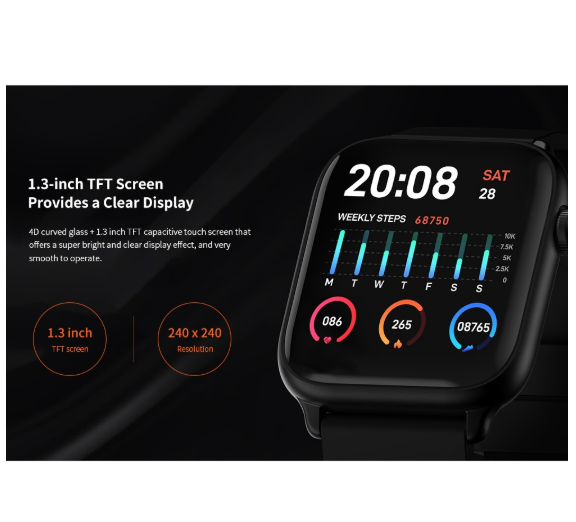 1.3-inch TFT Screen
Provides a Clear Display
4D curved glass + 1.3 inch TFT capacitive touch screen that
offers a super bright and clear display effect, and very
smooth to operate.
1.3 inch
TFT screen
240 x 240
Resolution
20:08
SAT
28
WEEKLY STEPS 68750
10K
7.5K
5K
2.5K
0
M T W T F S S
086
265
08765